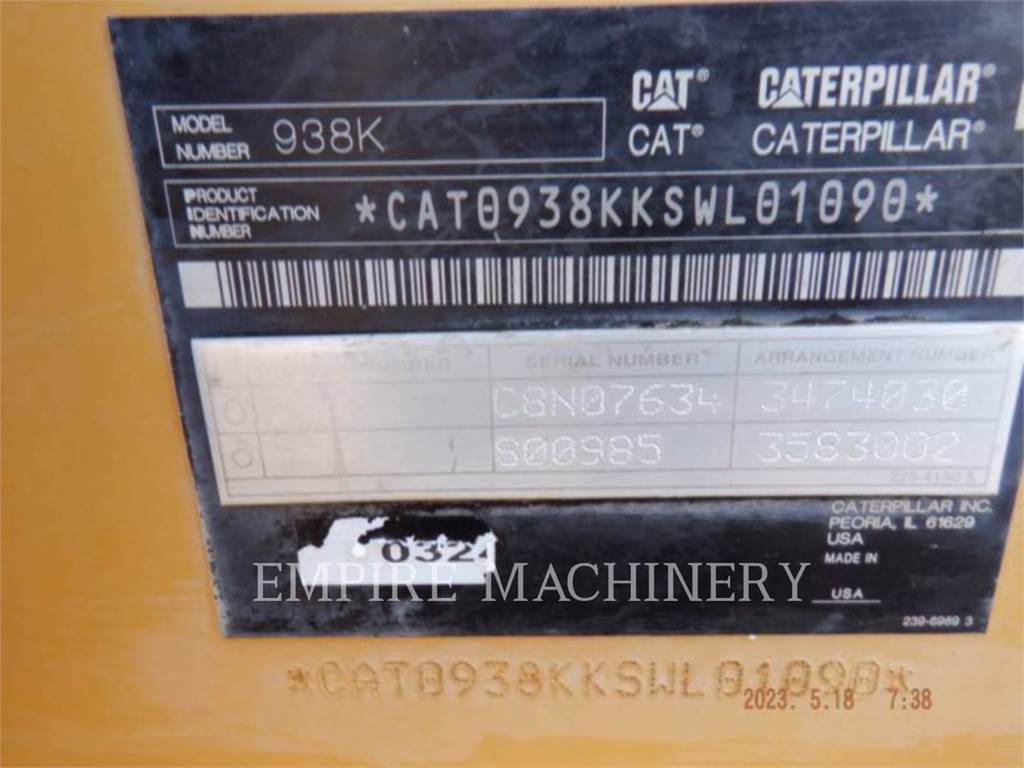 CAT® CATERPILLAR®
CAT® CATERPILLAR®
MODEL NUMBER 938K
PRODUCT IDENTIFICATION NUMBER *CAT0938KKSWL01090*
NUMBER SERIAL NUMBER ARRANGEMENT NUMBER
C8N07634 3474030
S00985 3583002
CATERPILLAR INC.
PEORIA, IL 61629
USA
MADE IN
USA
032
EMPIRE MACHINERY
239-6989 3
*CAT0938KKSWL01090*
2023. 5.18 7:38